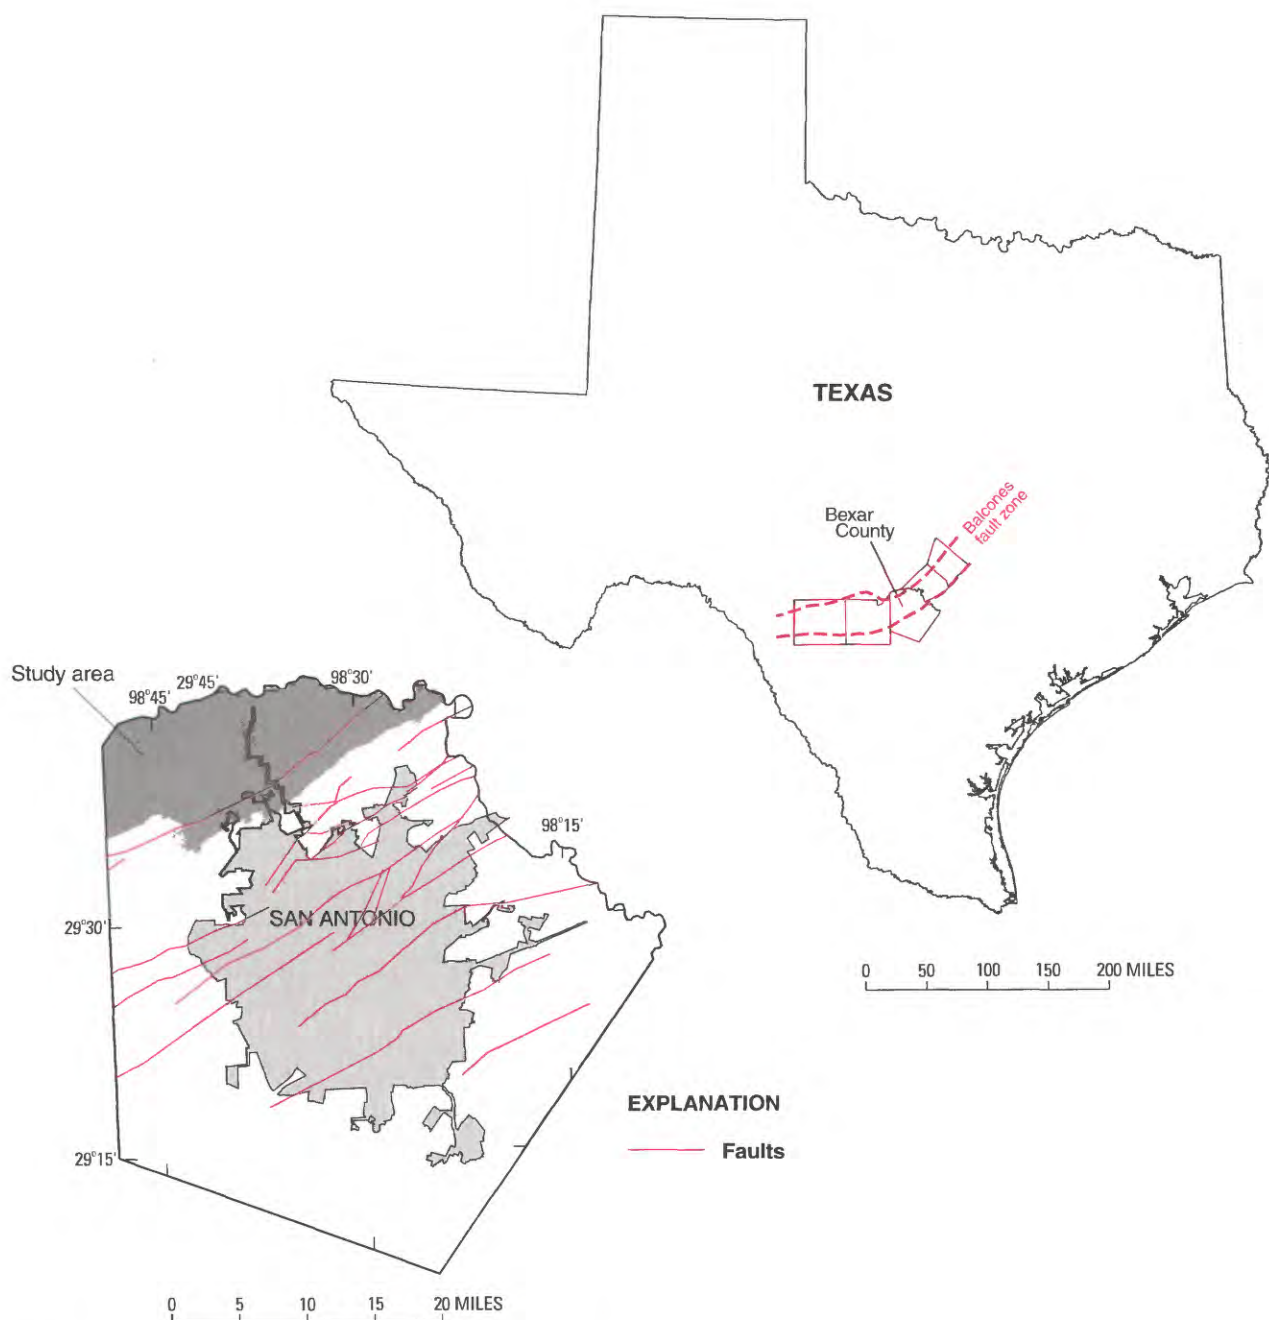 TEXAS
Bexar
County
Balcones
fault zone
Study area
98°45'
29°45'
98°30'
98°15'
29°30'
SAN ANTONIO
0 50 100 150 200 MILES
EXPLANATION
Faults
29°15'
0 5 10 15 20 MILES